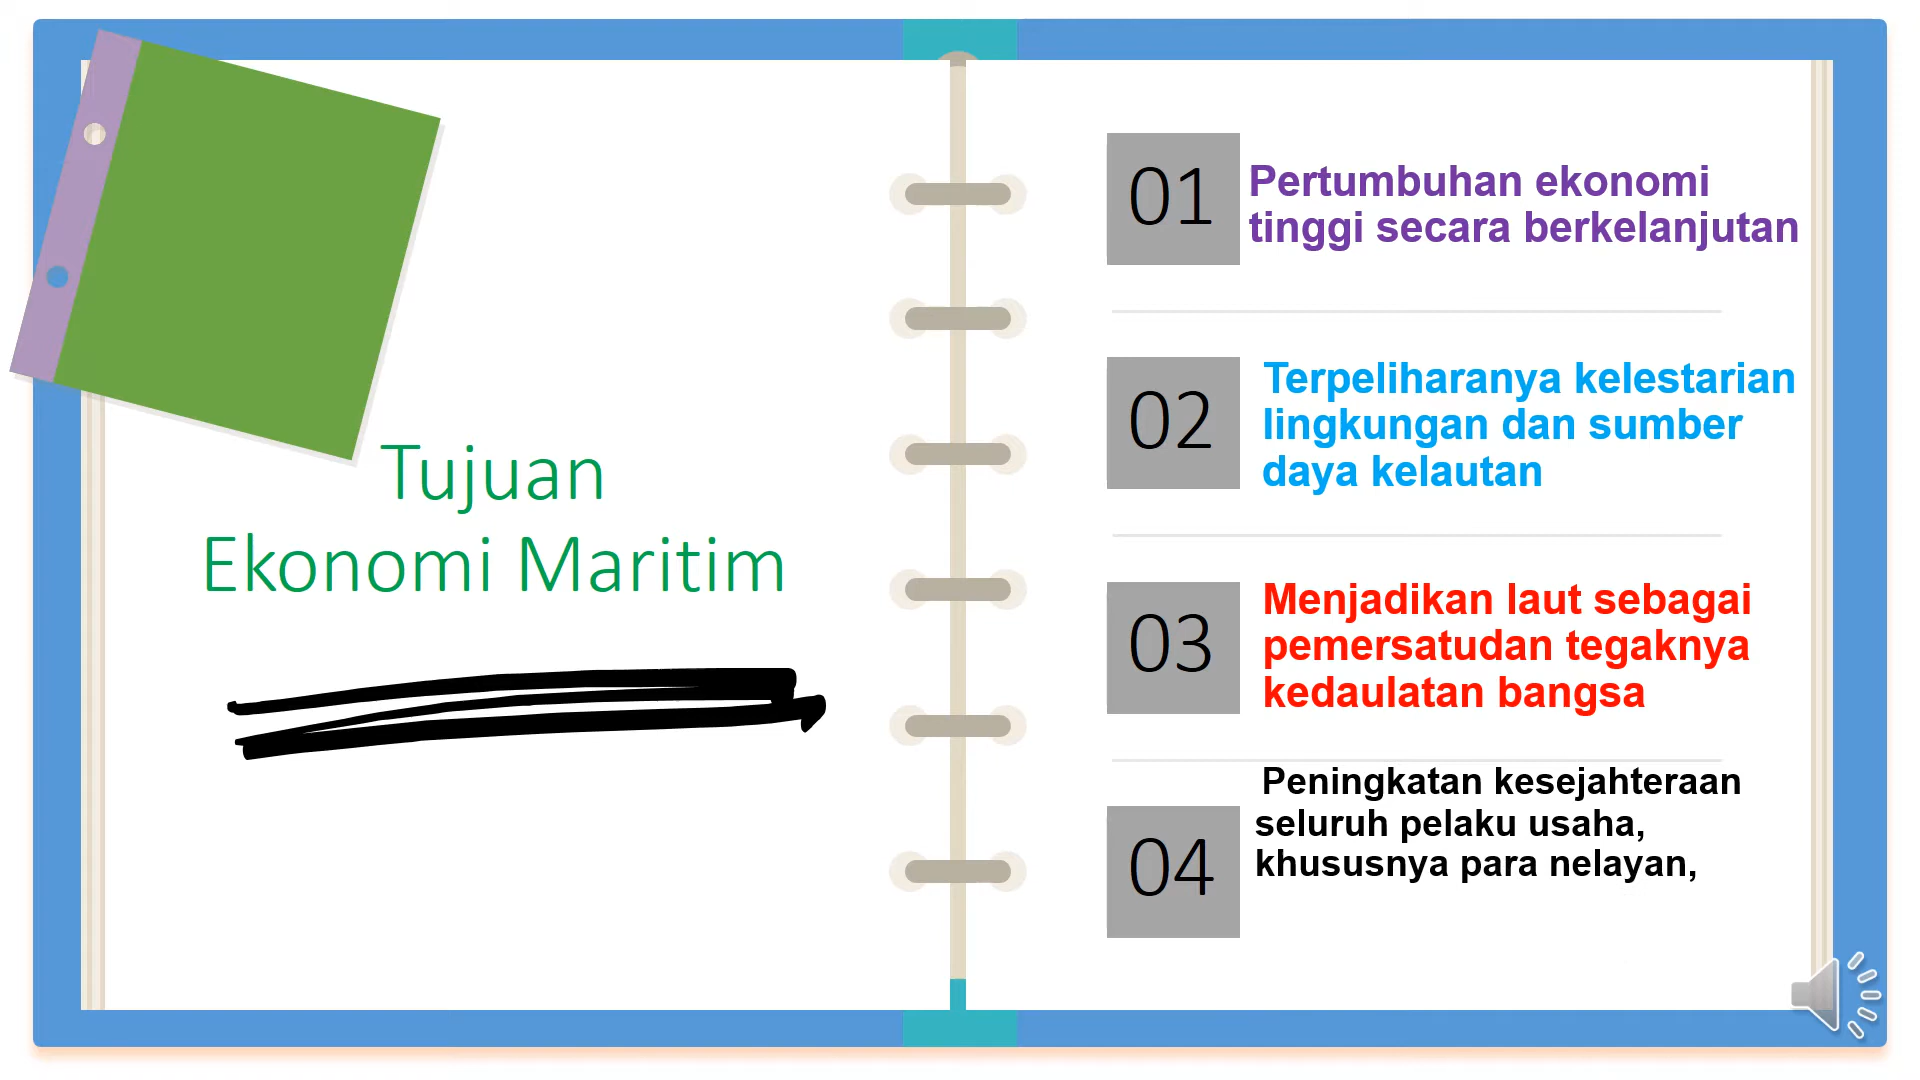 Tujuan
Ekonomi Maritim
01
Pertumbuhan ekonomi
tinggi secara berkelanjutan
02
Terpeliharanya kelestarian
lingkungan dan sumber
daya kelautan
03
Menjadikan laut sebagai
pemersatudan tegaknya
kedaulatan bangsa
04
Peningkatan kesejahteraan
seluruh pelaku usaha,
khususnya para nelayan,